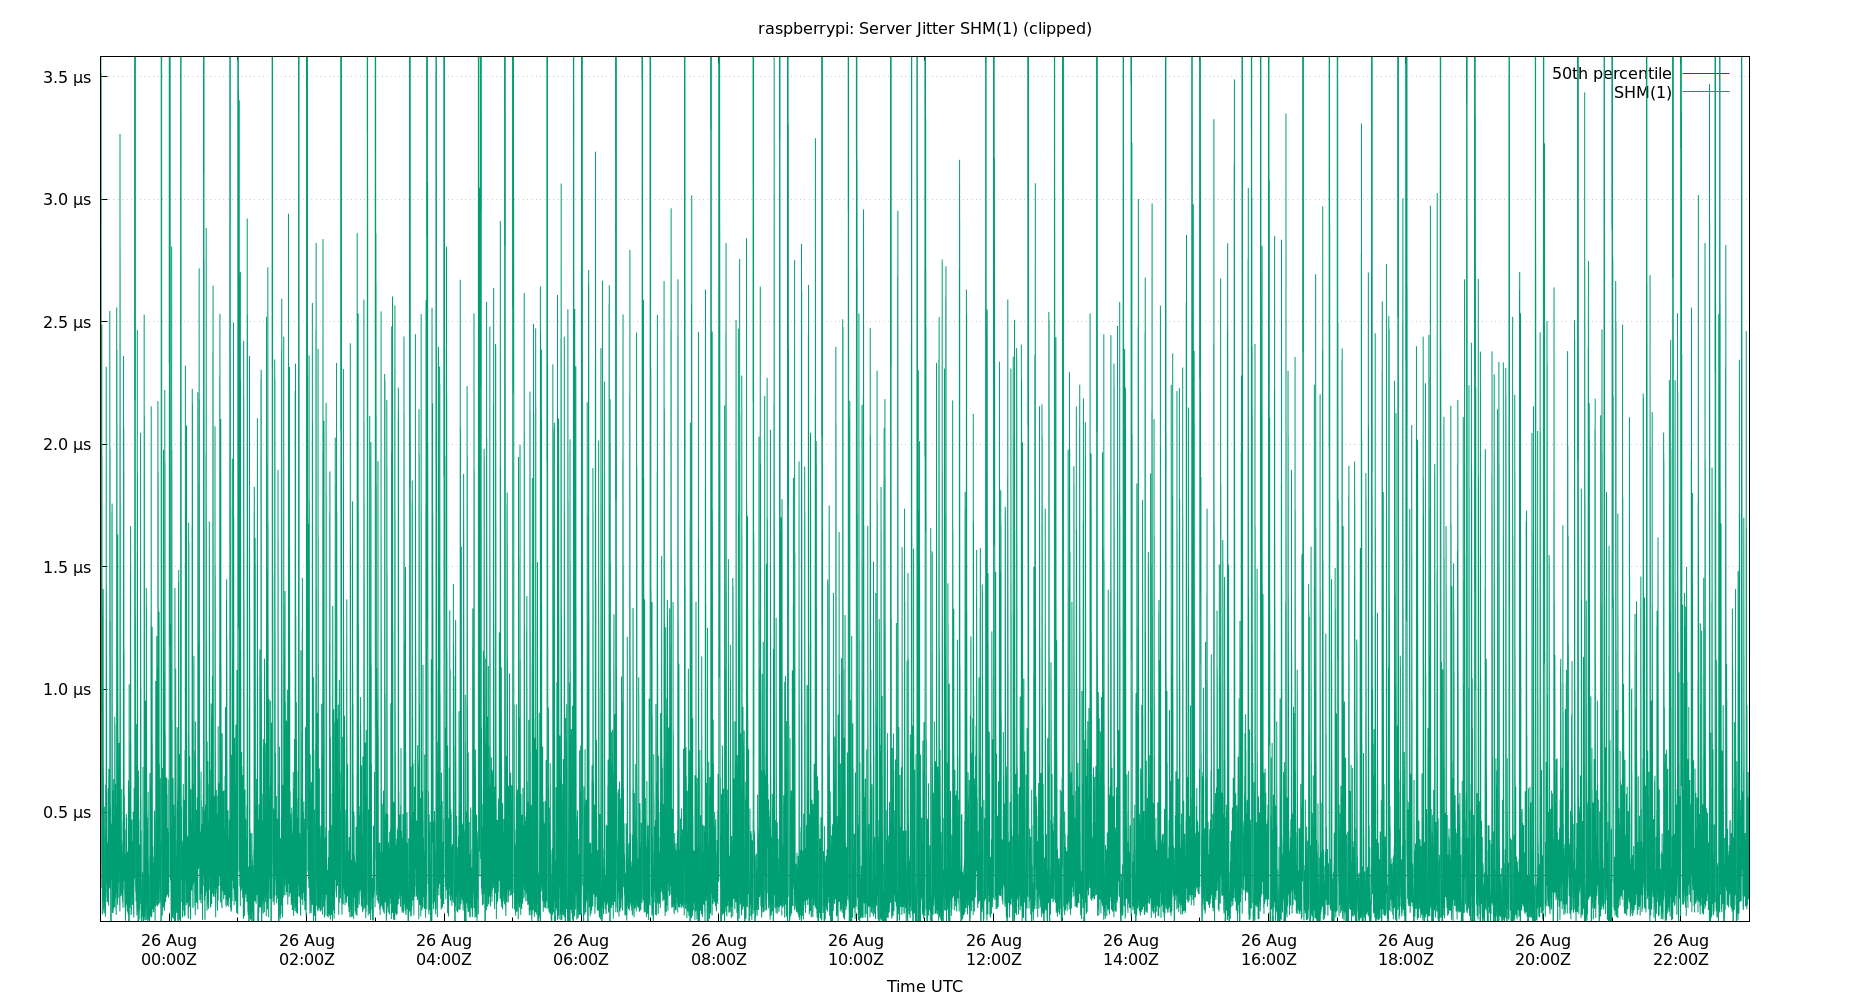 raspberrypi: Server Jitter SHM(1) (clipped)
50th percentile
SHM(1)
3.5 µs
3.0 µs
2.5 µs
2.0 µs
1.5 µs
1.0 µs
0.5 µs
26 Aug 26 Aug 26 Aug 26 Aug 26 Aug 26 Aug 26 Aug 26 Aug 26 Aug 26 Aug 26 Aug 26 Aug
00:00Z 02:00Z 04:00Z 06:00Z 08:00Z 10:00Z 12:00Z 14:00Z 16:00Z 18:00Z 20:00Z 22:00Z
Time UTC